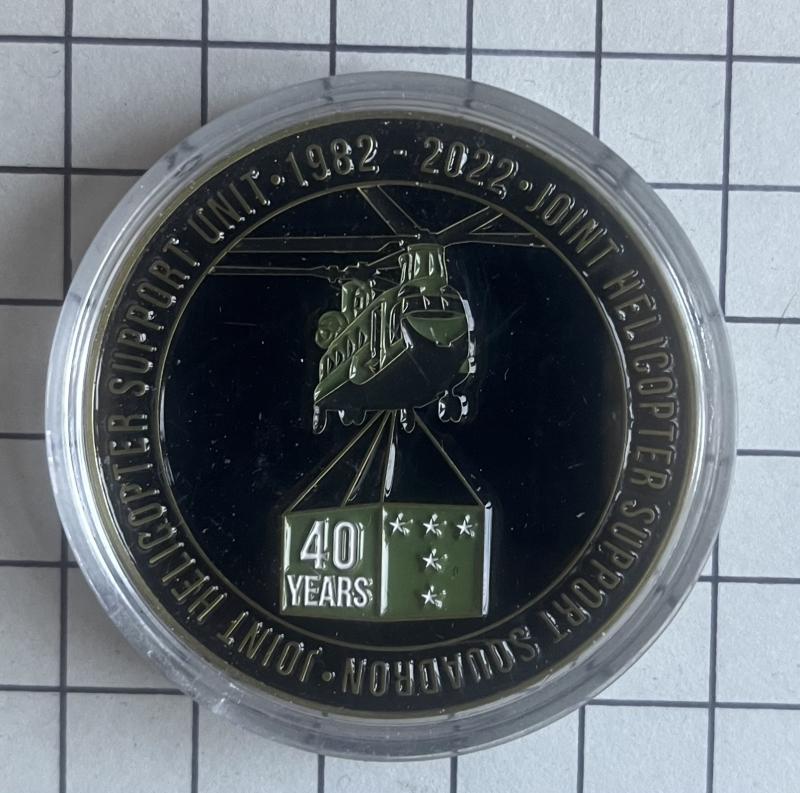 1982 - 2022 • JOINT HELICOPTER SUPPORT SQUADRON • JOINT HELICOPTER SUPPORT UNIT •
40
YEARS